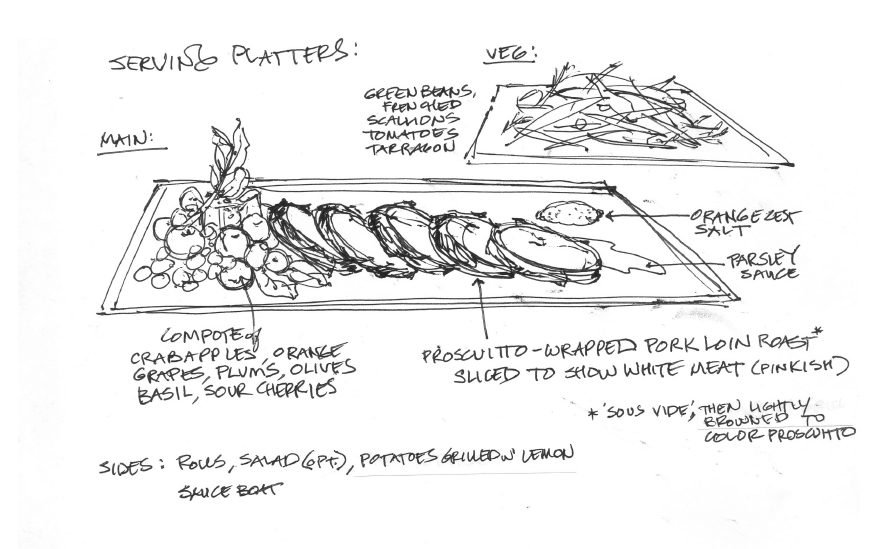 SERVING PLATTERS:
VEG:
GREEN BEANS,
FRENCHED
SCALLIONS
TOMATOES
TARRAGON
MAIN:
ORANGE ZEST
SALT
PARSLEY
SAUCE
COMPOTE of
CRABAPPLES, ORANGE
GRAPES, PLUMS, OLIVES
BASIL, SOUR CHERRIES
PROSCUITTO-WRAPPED PORK LOIN ROAST*
SLICED TO SHOW WHITE MEAT (PINKISH)
* 'SOUS VIDE', THEN LIGHTLY
BROWNED TO
COLOR PROSCUITTO
SIDES: ROLLS, SALAD (OPT.), POTATOES GRILLED W' LEMON
SAUCE BOAT